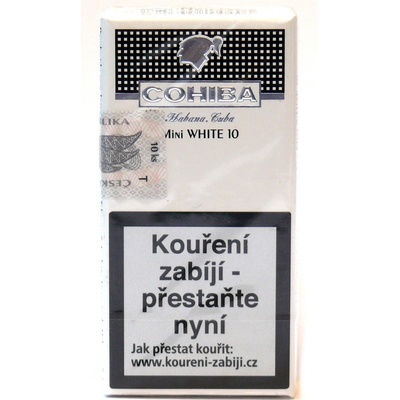 COHIBA
Habana, Cuba
Mini WHITE 10
10 ks
T
Kouření
zabíjí -
přestaňte
nyní
Jak přestat kouřit:
www.koureni-zabiji.cz